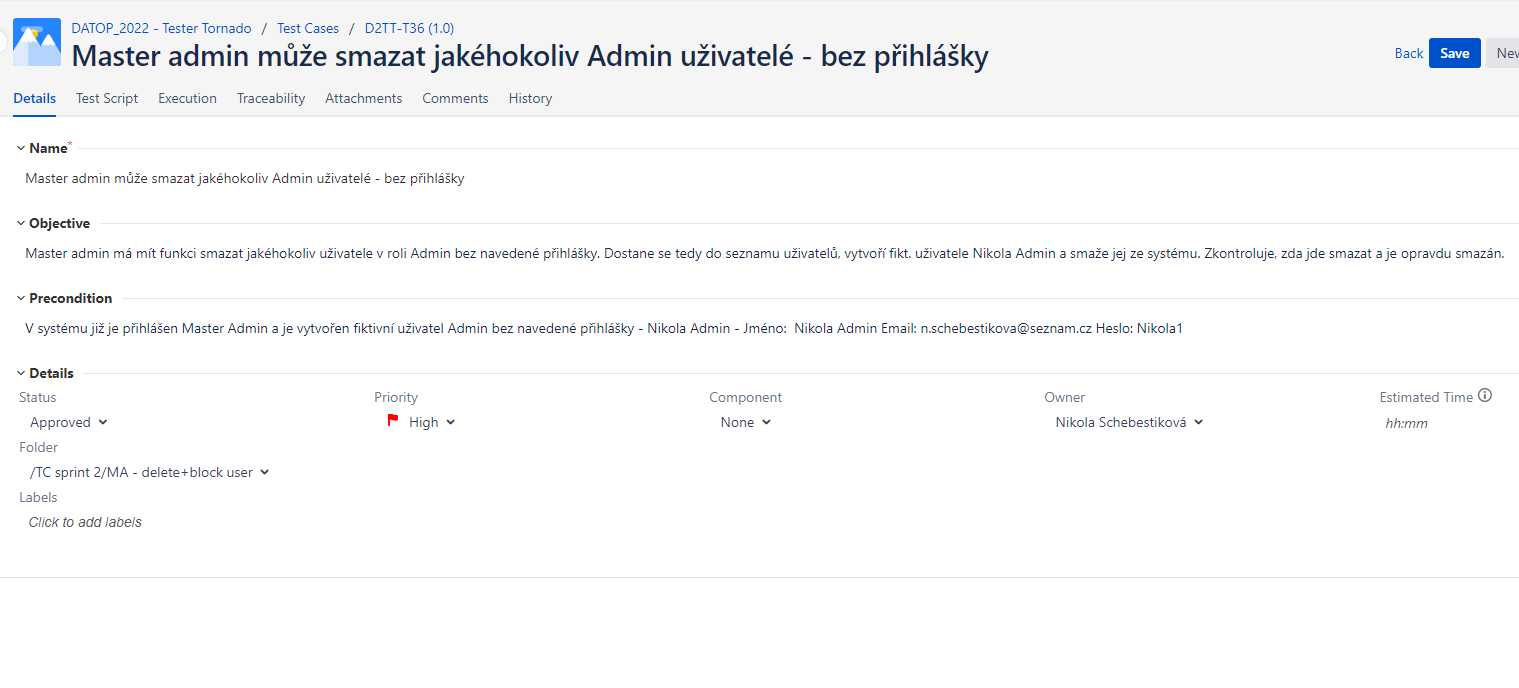 DATOP_2022 - Tester Tornado / Test Cases / D2TT-T36 (1.0)
Master admin může smazat jakéhokoliv Admin uživatelé - bez přihlášky
Back Save New
Details Test Script Execution Traceability Attachments Comments History
Name*
Master admin může smazat jakéhokoliv Admin uživatelé - bez přihlášky
Objective
Master admin má mít funkci smazat jakéhokoliv uživatele v roli Admin bez navedené přihlášky. Dostane se tedy do seznamu uživatelů, vytvoří fikt. uživatele Nikola Admin a smaže jej ze systému. Zkontroluje, zda jde smazat a je opravdu smazán.
Precondition
V systému již je přihlášen Master Admin a je vytvořen fiktivní uživatel Admin bez navedené přihlášky - Nikola Admin - Jméno: Nikola Admin Email: n.schebestikova@seznam.cz Heslo: Nikola1
Details
Status Priority Component Owner Estimated Time
Approved High None Nikola Schebestiková hh:mm
Folder
/TC sprint 2/MA - delete+block user
Labels
Click to add labels